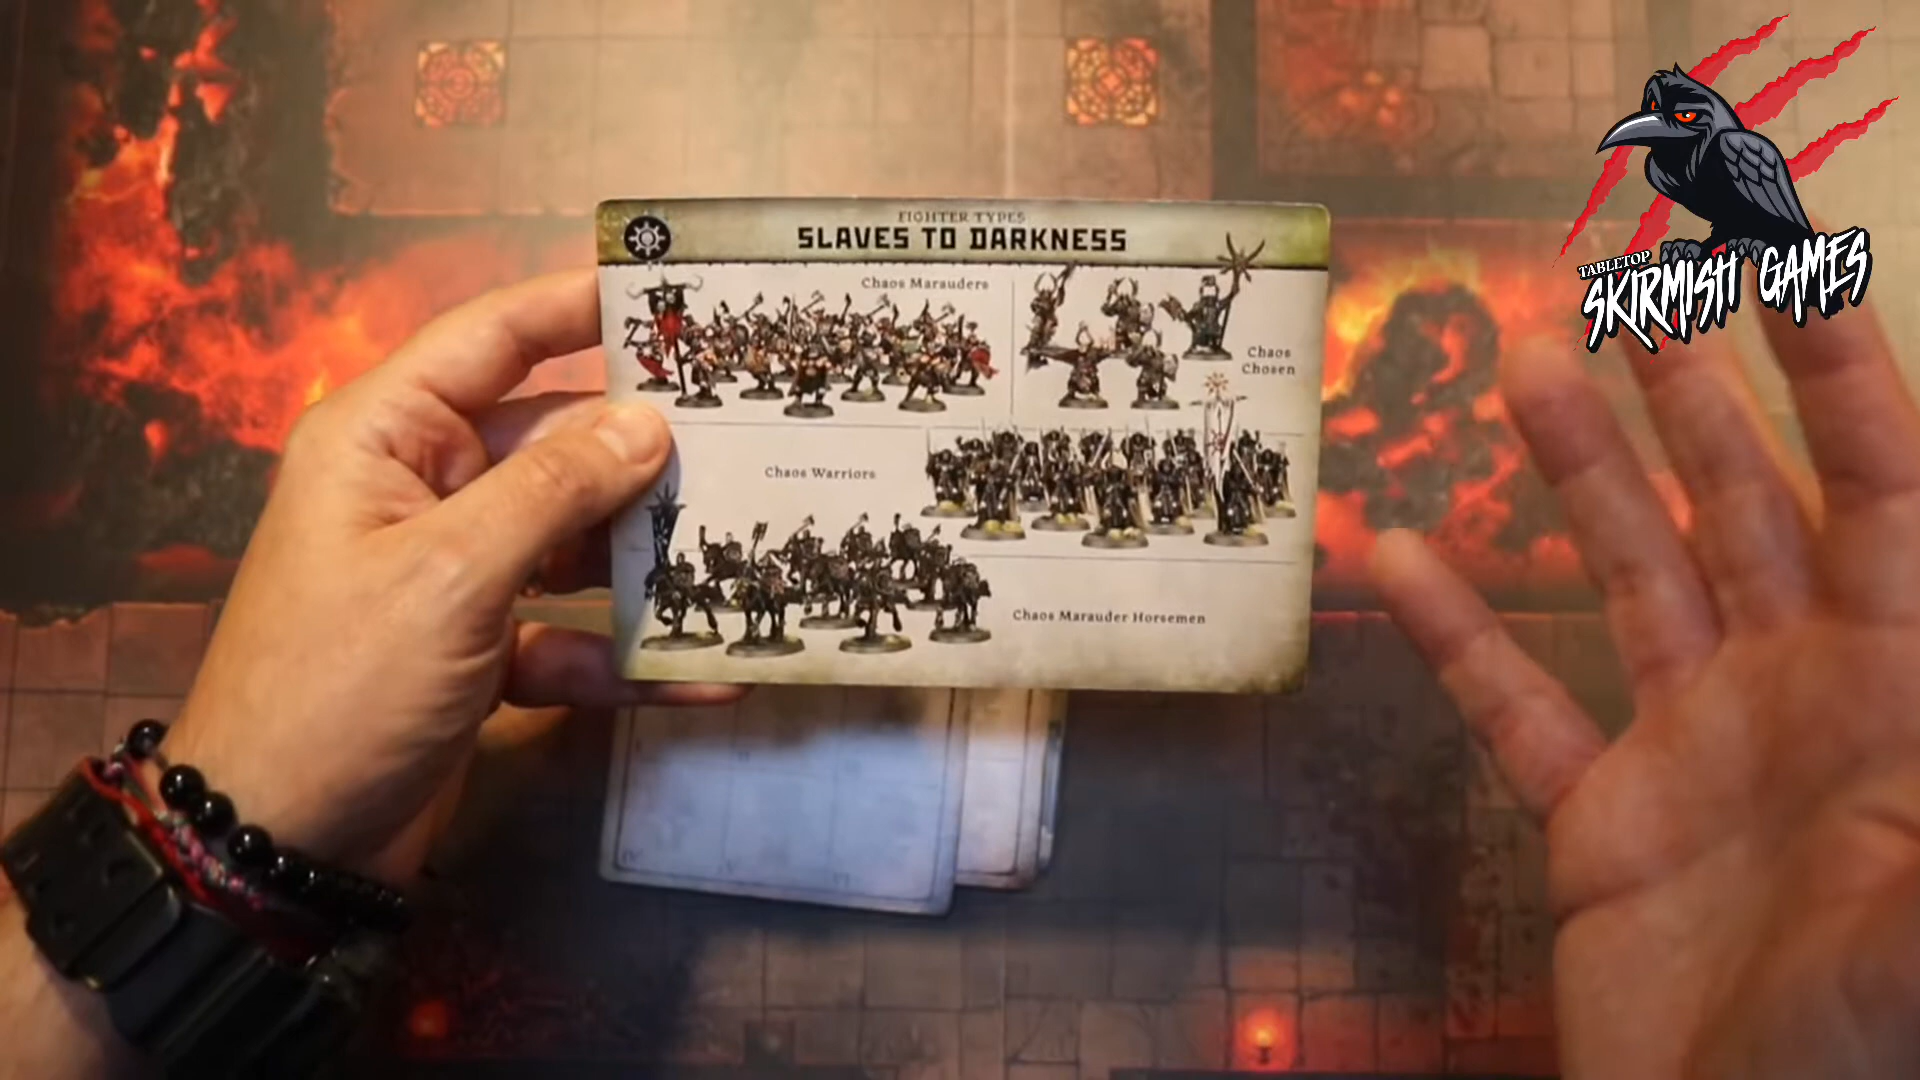 FIGHTER TYPES
SLAVES TO DARKNESS
Chaos Marauders
Chaos
Chosen
Chaos Warriors
Chaos Marauder Horsemen
TABLETOP
SKIRMISH GAMES